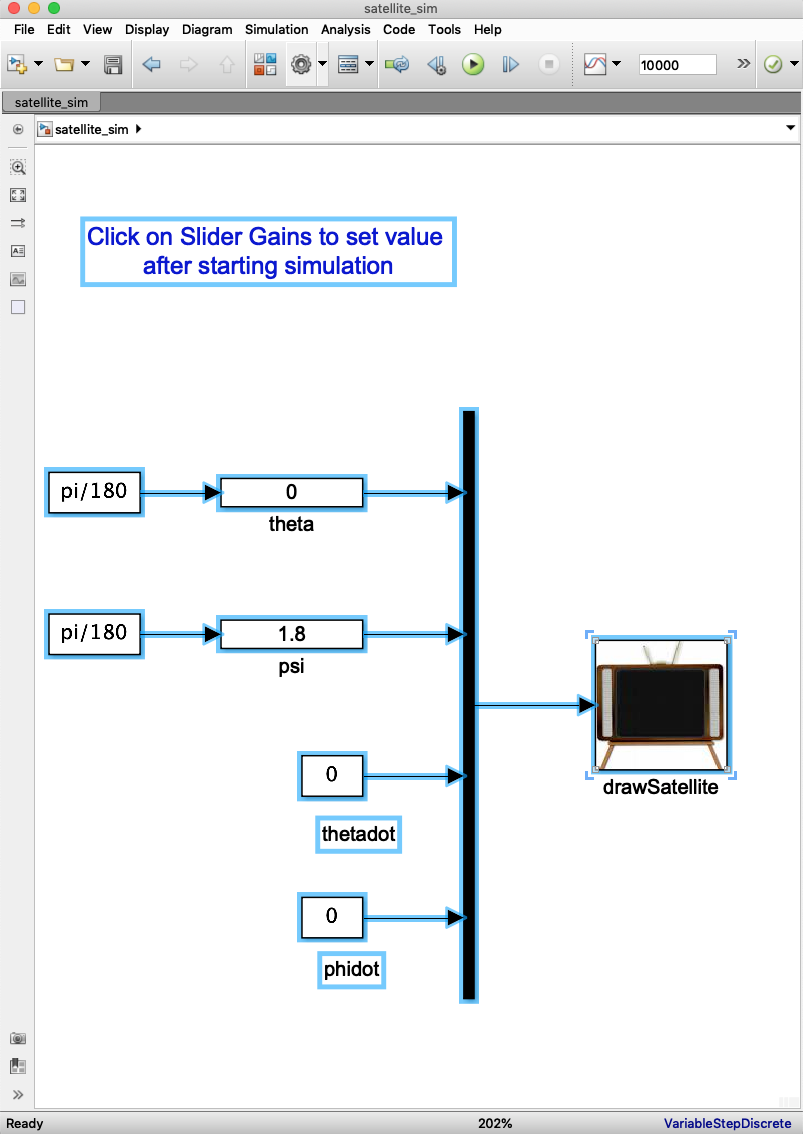 satellite_sim
File Edit View Display Diagram Simulation Analysis Code Tools Help
10000
satellite_sim
satellite_sim
Click on Slider Gains to set value
after starting simulation
pi/180
0
theta
pi/180
1.8
psi
0
thetadot
drawSatellite
0
phidot
Ready
202%
VariableStepDiscrete